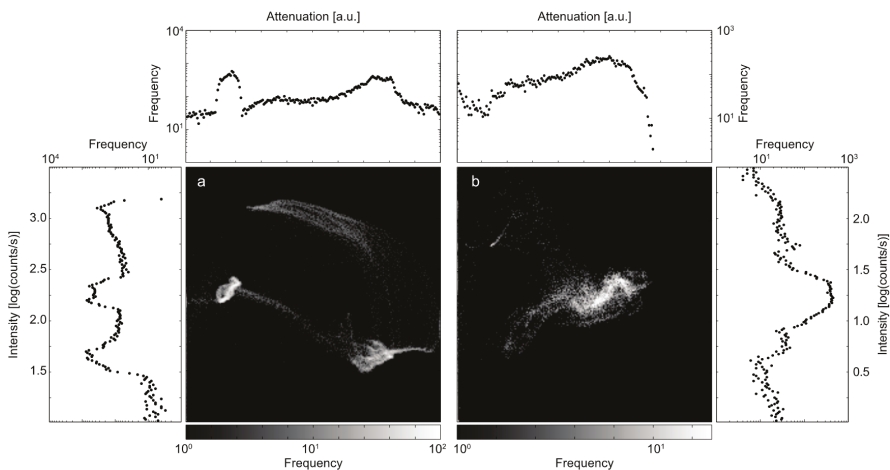 Attenuation [a.u.] Attenuation [a.u.]
10⁴ 10³
Frequency Frequency
10¹ 10¹
Frequency Frequency
10⁴ 10¹ 10¹ 10³
a b
3.0 2.0
2.5 1.5
2.0 1.0
1.5 0.5
Intensity [log(counts/s)] Intensity [log(counts/s)]
10⁰ 10¹ 10² 10⁰ 10¹
Frequency Frequency